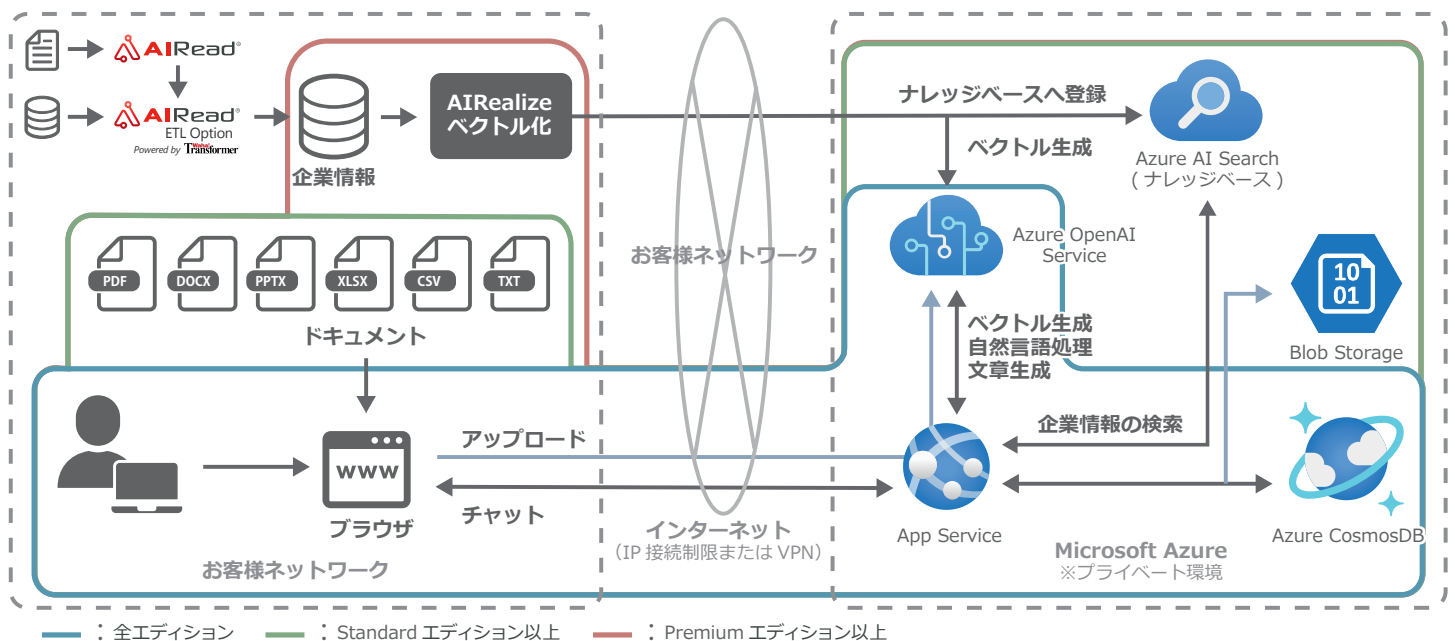 AIRead®
AIRead®
ETL Option
Powered by Waha! Transformer
企業情報
AIRealize
ベクトル化
ナレッジベースへ登録
ベクトル生成
Azure AI Search
( ナレッジベース )
PDF
DOCX
PPTX
XLSX
CSV
TXT
ドキュメント
お客様ネットワーク
Azure OpenAI
Service
10
01
Blob Storage
ベクトル生成
自然言語処理
文章生成
企業情報の検索
アップロード
www
チャット
ブラウザ
App Service
Azure CosmosDB
インターネット
（IP 接続制限または VPN）
Microsoft Azure
※プライベート環境
お客様ネットワーク
：全エディション
：Standard エディション以上
：Premium エディション以上